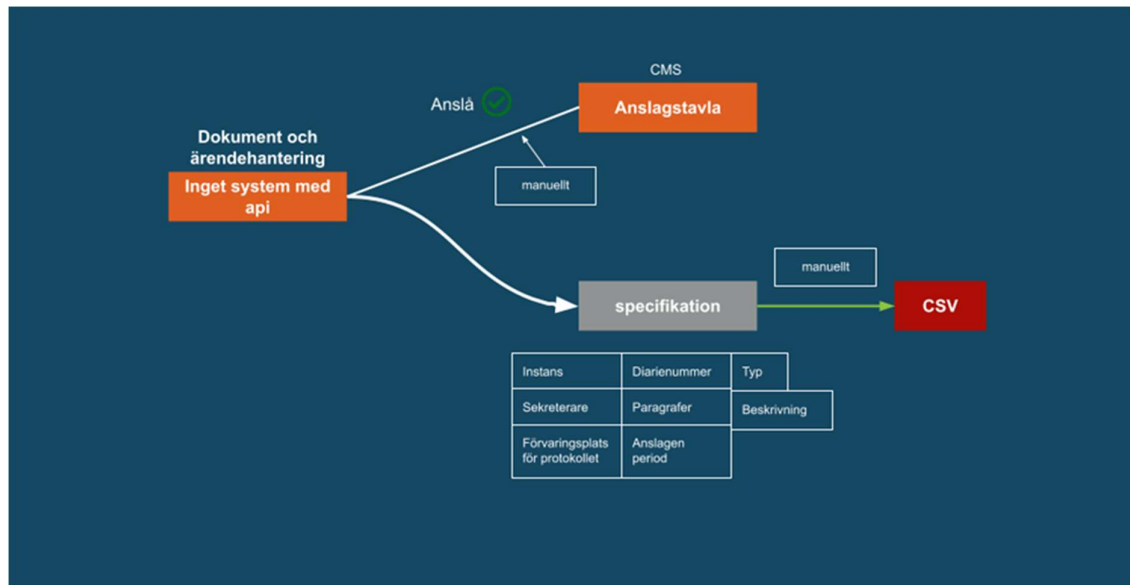 CMS
Anslå
Anslagstavla
Dokument och
ärendehantering
manuellt
Inget system med
api
manuellt
specifikation
CSV
Instans
Diarienummer
Typ
Sekreterare
Paragrafer
Beskrivning
Förvaringsplats
för protokollet
Anslagen
period